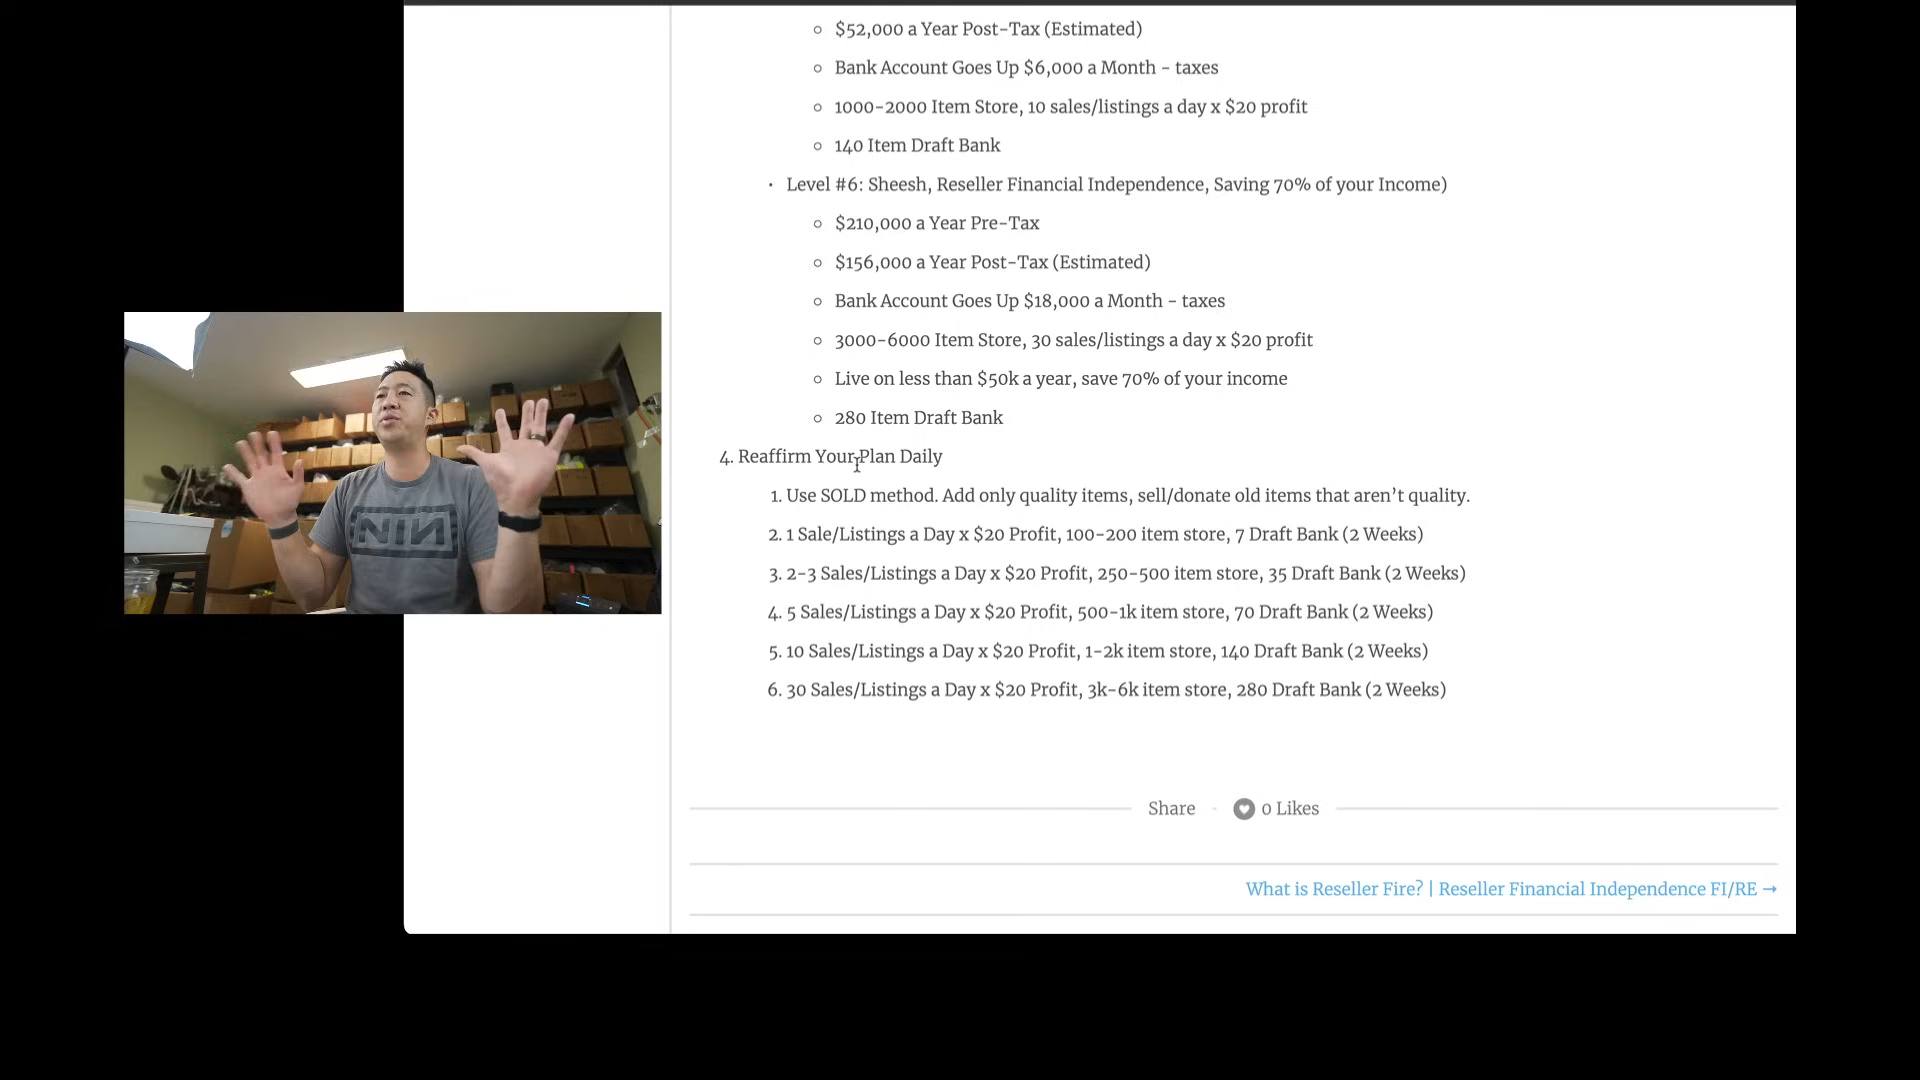 ◦ $52,000 a Year Post-Tax (Estimated)
◦ Bank Account Goes Up $6,000 a Month - taxes
◦ 1000-2000 Item Store, 10 sales/listings a day x $20 profit
◦ 140 Item Draft Bank
• Level #6: Sheesh, Reseller Financial Independence, Saving 70% of your Income)
◦ $210,000 a Year Pre-Tax
◦ $156,000 a Year Post-Tax (Estimated)
◦ Bank Account Goes Up $18,000 a Month - taxes
◦ 3000-6000 Item Store, 30 sales/listings a day x $20 profit
◦ Live on less than $50k a year, save 70% of your income
◦ 280 Item Draft Bank
4. Reaffirm Your Plan Daily
1. Use SOLD method. Add only quality items, sell/donate old items that aren’t quality.
2. 1 Sale/Listings a Day x $20 Profit, 100-200 item store, 7 Draft Bank (2 Weeks)
3. 2-3 Sales/Listings a Day x $20 Profit, 250-500 item store, 35 Draft Bank (2 Weeks)
4. 5 Sales/Listings a Day x $20 Profit, 500-1k item store, 70 Draft Bank (2 Weeks)
5. 10 Sales/Listings a Day x $20 Profit, 1-2k item store, 140 Draft Bank (2 Weeks)
6. 30 Sales/Listings a Day x $20 Profit, 3k-6k item store, 280 Draft Bank (2 Weeks)
NIN
Share · 0 Likes
What is Reseller Fire? | Reseller Financial Independence FI/RE →